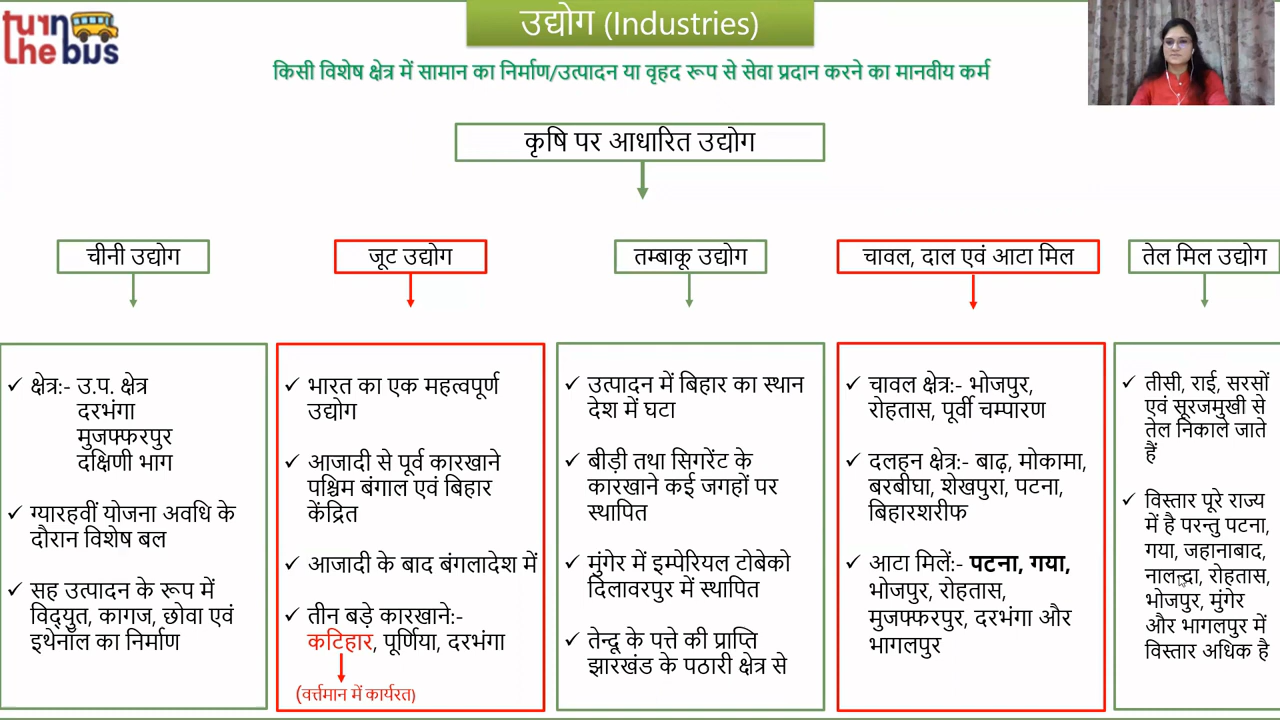 turn
the bus
उद्योग (Industries)
किसी विशेष क्षेत्र में सामान का निर्माण/उत्पादन या वृहद रूप से सेवा प्रदान करने का मानवीय कर्म
कृषि पर आधारित उद्योग
चीनी उद्योग
✓ क्षेत्र:- उ.प. क्षेत्र
दरभंगा
मुजफ्फरपुर
दक्षिणी भाग
✓ ग्यारहवीं योजना अवधि के
दौरान विशेष बल
✓ सह उत्पादन के रूप में
विद्युत, कागज, छोवा एवं
इथेनॉल का निर्माण
जूट उद्योग
✓ भारत का एक महत्वपूर्ण
उद्योग
✓ आजादी से पूर्व कारखाने
पश्चिम बंगाल एवं बिहार
केंद्रित
✓ आजादी के बाद बंगलादेश में
✓ तीन बड़े कारखाने:-
कटिहार, पूर्णिया, दरभंगा
(वर्त्तमान में कार्यरत)
तम्बाकू उद्योग
✓ उत्पादन में बिहार का स्थान
देश में घटा
✓ बीड़ी तथा सिगरेंट के
कारखाने कई जगहों पर
स्थापित
✓ मुंगेर में इम्पेरियल टोबेको
दिलावरपुर में स्थापित
✓ तेन्दू के पत्ते की प्राप्ति
झारखंड के पठारी क्षेत्र से
चावल, दाल एवं आटा मिल
✓ चावल क्षेत्र:- भोजपुर,
रोहतास, पूर्वी चम्पारण
✓ दलहन क्षेत्र:- बाढ़, मोकामा,
बरबीघा, शेखपुरा, पटना,
बिहारशरीफ
✓ आटा मिलें:- पटना, गया,
भोजपुर, रोहतास,
मुजफ्फरपुर, दरभंगा और
भागलपुर
तेल मिल उद्योग
✓ तीसी, राई, सरसों
एवं सूरजमुखी से
तेल निकाले जाते
हैं
✓ विस्तार पूरे राज्य
में है परन्तु पटना,
गया, जहानाबाद,
नालन्दा, रोहतास,
भोजपुर, मुंगेर
और भागलपुर में
विस्तार अधिक है